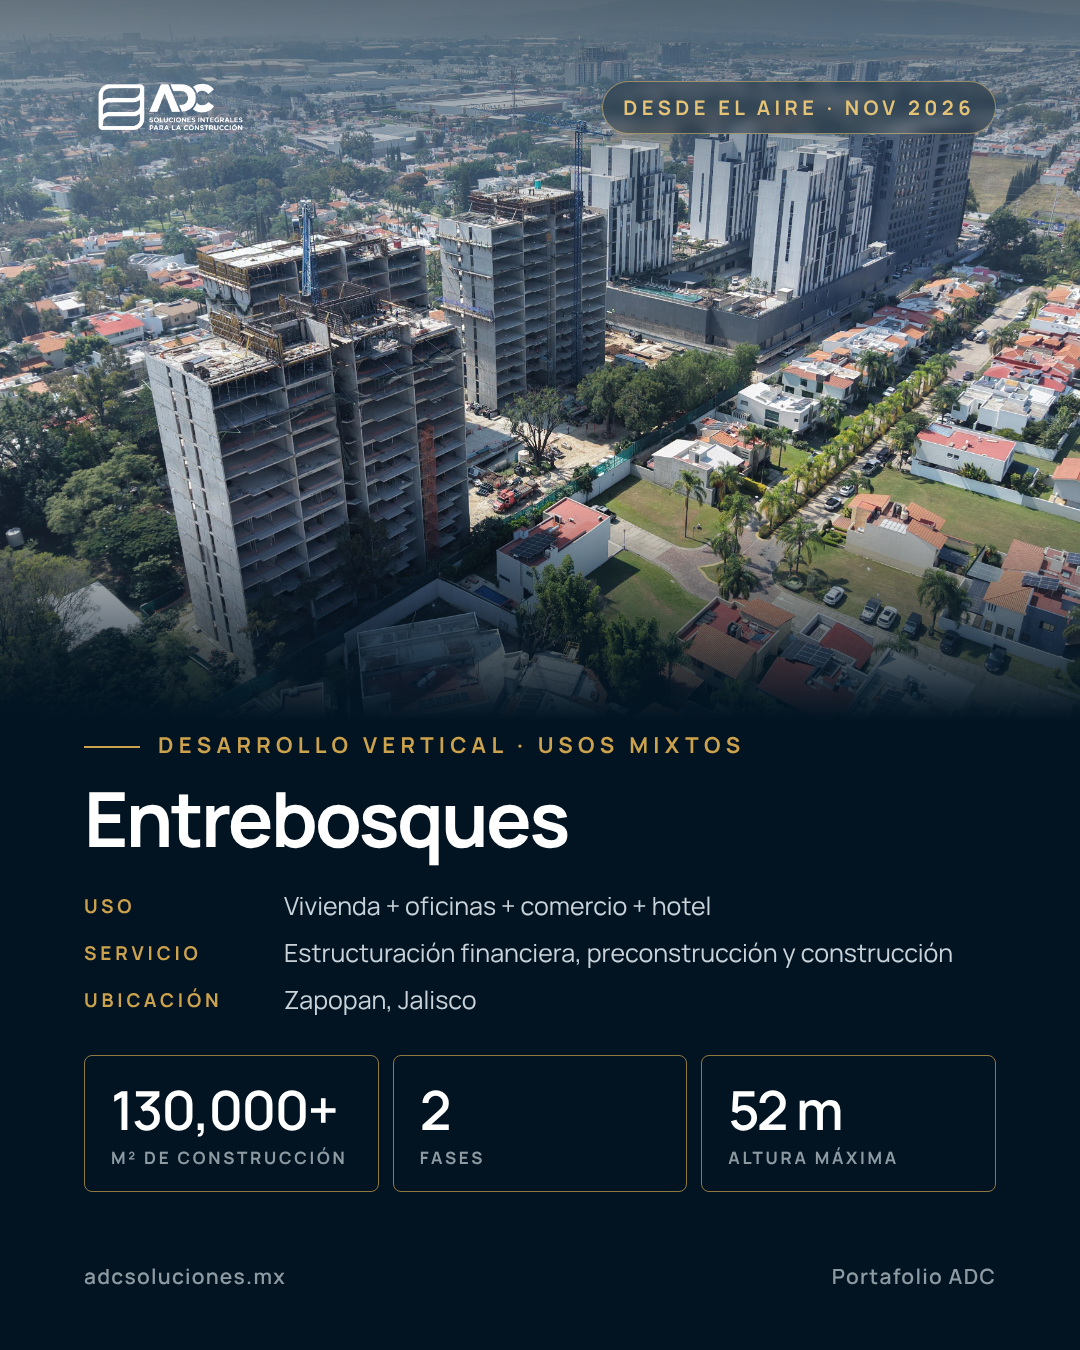 ADC
SOLUCIONES INTEGRALES
PARA LA CONSTRUCCIÓN
DESDE EL AIRE · NOV 2026
DESARROLLO VERTICAL · USOS MIXTOS
Entrebosques
USO Vivienda + oficinas + comercio + hotel
SERVICIO Estructuración financiera, preconstrucción y construcción
UBICACIÓN Zapopan, Jalisco
130,000+ 2 52 m
M² DE CONSTRUCCIÓN FASES ALTURA MÁXIMA
adcsoluciones.mx Portafolio ADC